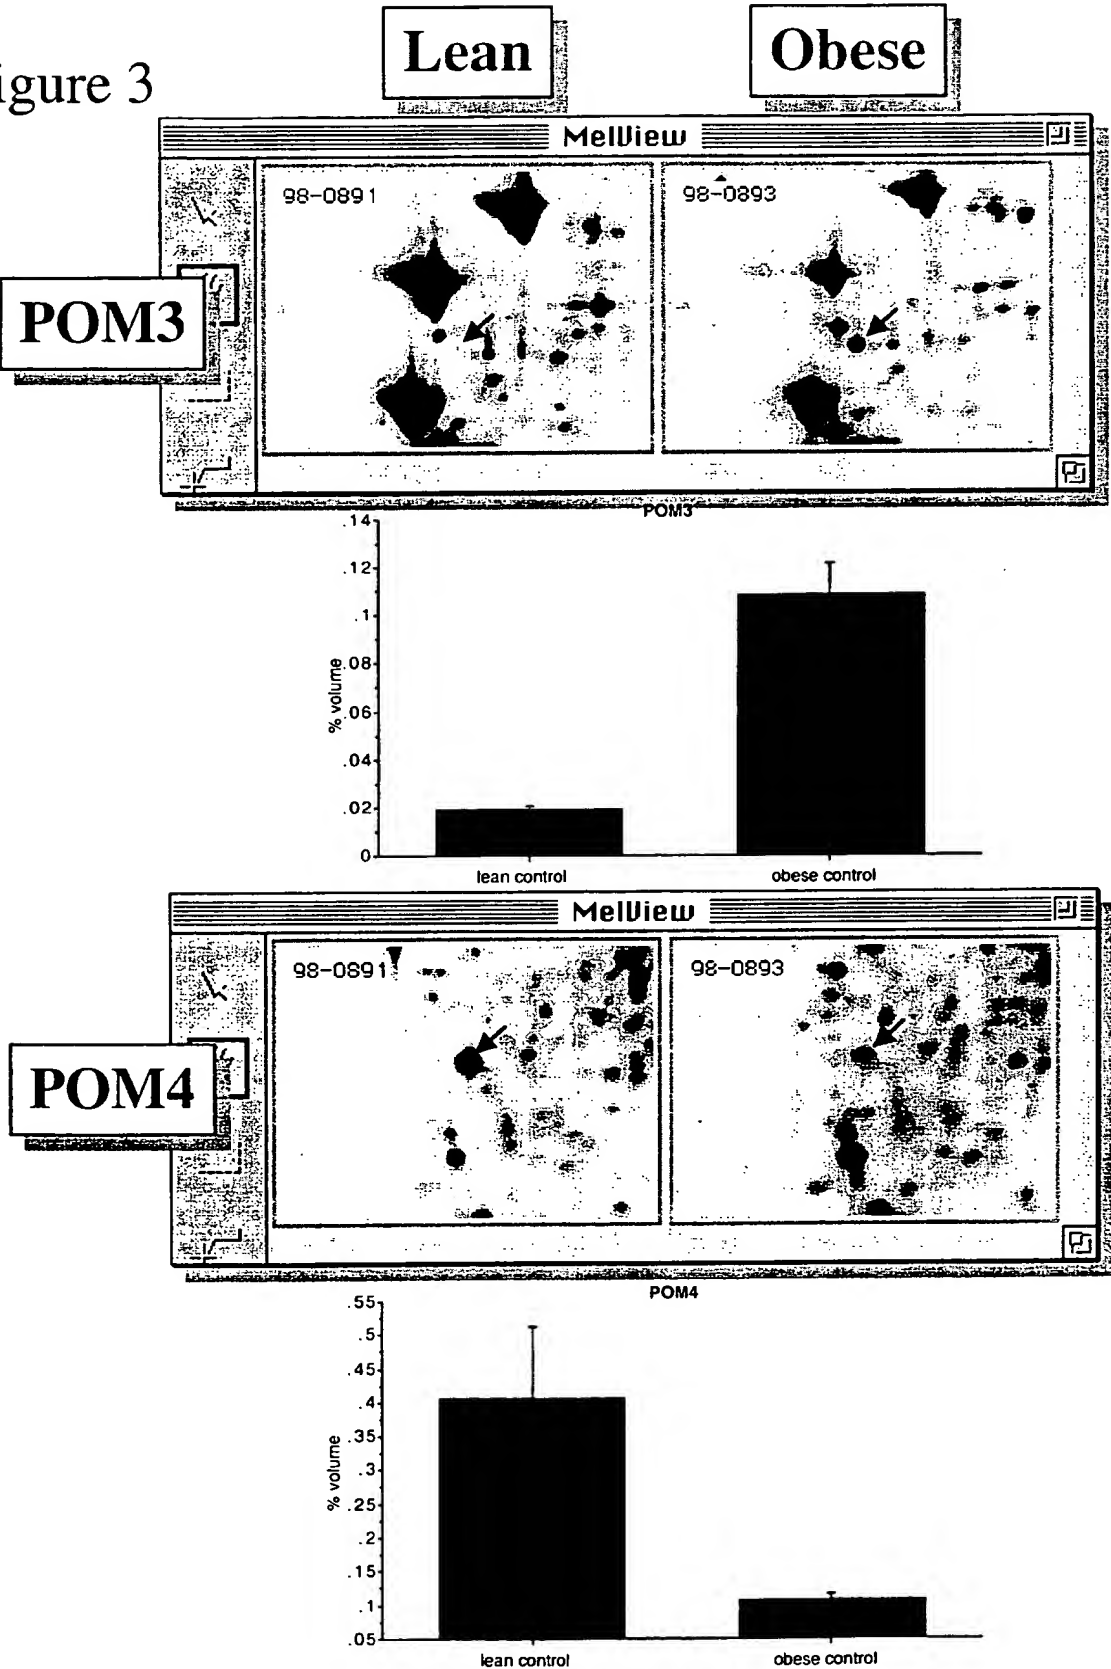 Lean
Obese
igure 3
MelView
98-0891
98-0893
POM3
POM3
.14
.12
.1
.08
.06
.04
.02
0
% volume
lean control
obese control
MelView
98-0891
98-0893
POM4
POM4
.55
.5
.45
.4
.35
.3
.25
.2
.15
.1
.05
% volume
lean control
obese control